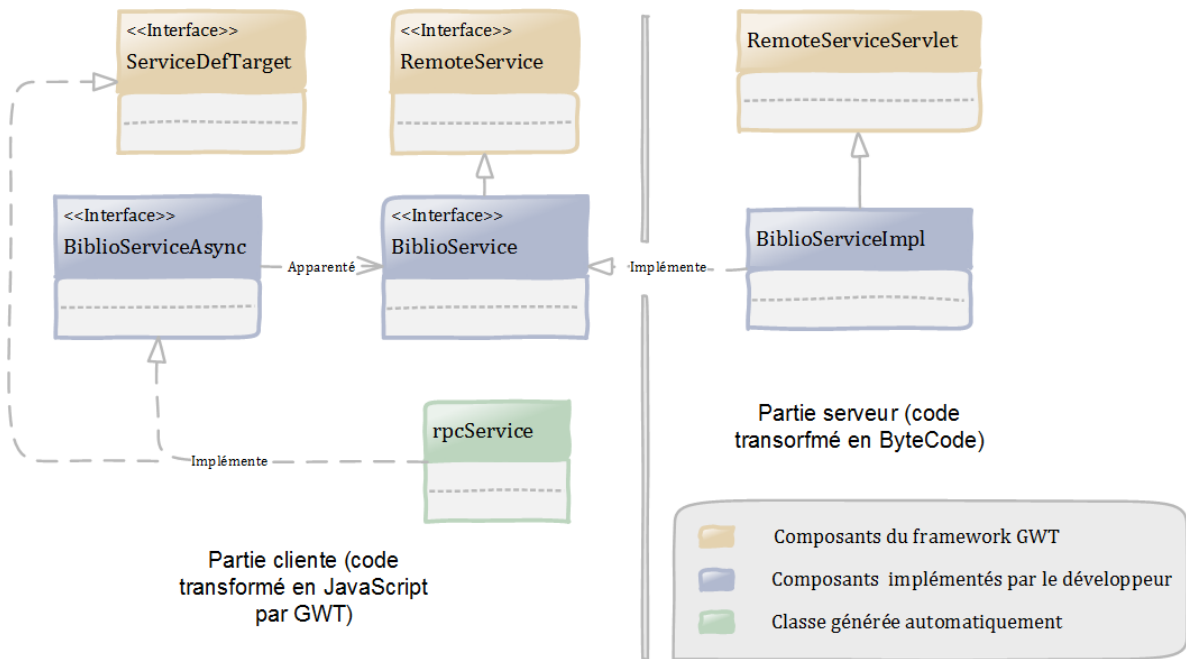 <<Interface>>
ServiceDefTarget
<<Interface>>
RemoteService
RemoteServiceServlet
<<Interface>>
BiblioServiceAsync
Apparenté
<<Interface>>
BiblioService
Implémente
BiblioServiceImpl
rpcService
Implémente
Partie cliente (code
transformé en JavaScript
par GWT)
Partie serveur (code
transorfmé en ByteCode)
Composants du framework GWT
Composants implémentés par le développeur
Classe générée automatiquement